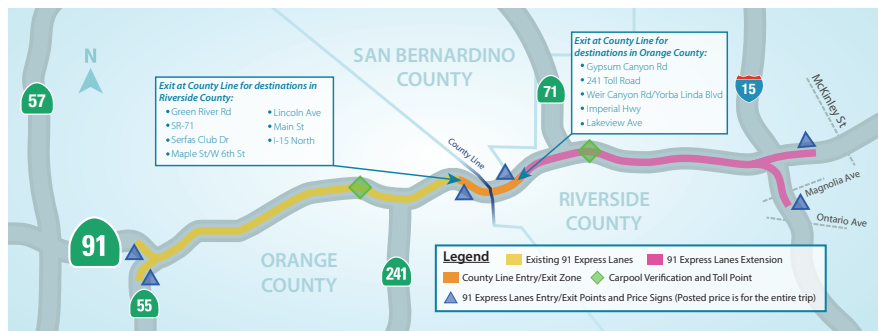 N
57
SAN BERNARDINO
COUNTY
Exit at County Line for destinations in
Riverside County:
• Green River Rd
• SR-71
• Serfas Club Dr
• Maple St/W 6th St
• Lincoln Ave
• Main St
• I-15 North
Exit at County Line for
destinations in Orange County:
• Gypsum Canyon Rd
• 241 Toll Road
• Weir Canyon Rd/Yorba Linda Blvd
• Imperial Hwy
• Lakeview Ave
71
15
McKinley St
County Line
Magnolia Ave
Ontario Ave
RIVERSIDE
COUNTY
91
ORANGE
COUNTY
241
55
Legend
Existing 91 Express Lanes
91 Express Lanes Extension
County Line Entry/Exit Zone
Carpool Verification and Toll Point
91 Express Lanes Entry/Exit Points and Price Signs (Posted price is for the entire trip)